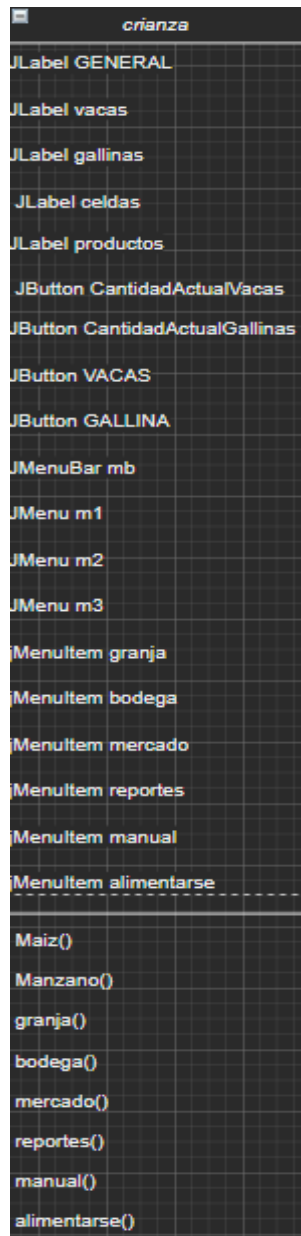 crianza
JLabel GENERAL
JLabel vacas
JLabel gallinas
JLabel celdas
JLabel productos
JButton CantidadActualVacas
JButton CantidadActualGallinas
JButton VACAS
JButton GALLINA
JMenuBar mb
JMenu m1
JMenu m2
JMenu m3
jMenuItem granja
jMenuItem bodega
jMenuItem mercado
jMenuItem reportes
jMenuItem manual
jMenuItem alimentarse
Maiz()
Manzano()
granja()
bodega()
mercado()
reportes()
manual()
alimentarse()